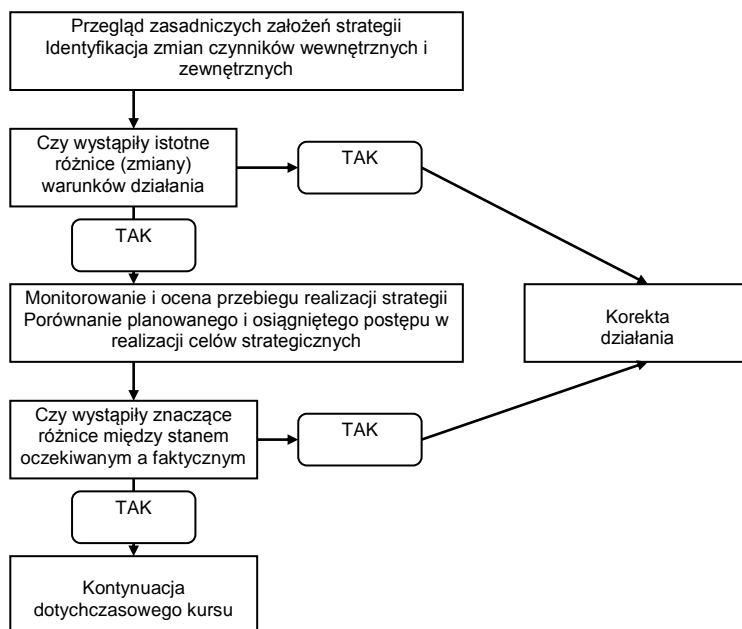 Przegląd zasadniczych założeń strategii
Identyfikacja zmian czynników wewnętrznych i
zewnętrznych
Czy wystąpiły istotne
różnice (zmiany)
warunków działania
TAK
TAK
Monitorowanie i ocena przebiegu realizacji strategii
Porównanie planowanego i osiągniętego postępu w
realizacji celów strategicznych
Korekta
działania
Czy wystąpiły znaczące
różnice między stanem
oczekiwanym a faktycznym
TAK
TAK
Kontynuacja
dotychczasowego kursu